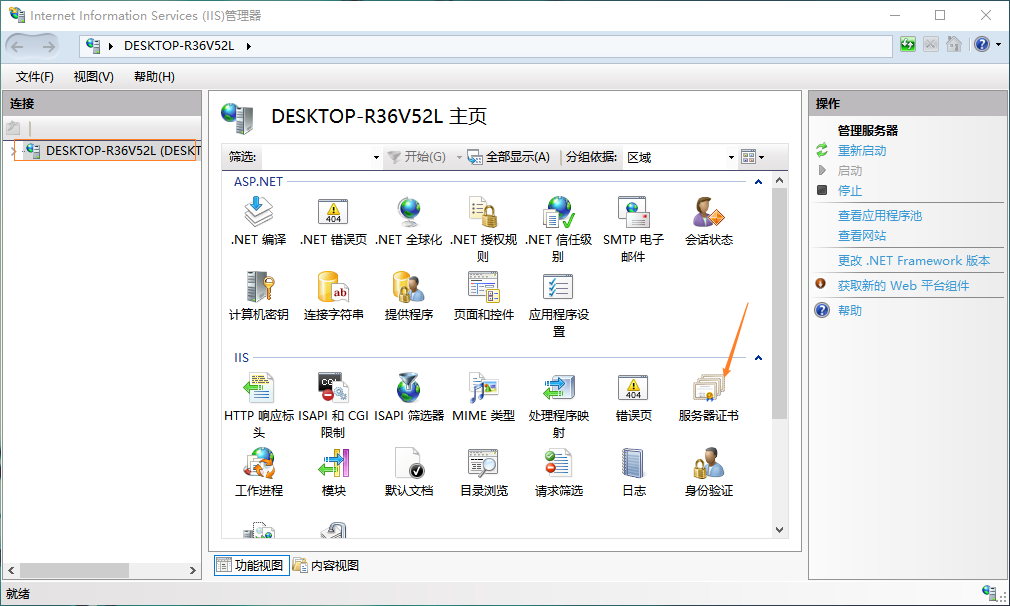 Internet Information Services (IIS)管理器
DESKTOP-R36V52L
文件(F) 视图(V) 帮助(H)
连接
DESKTOP-R36V52L (DESKT
DESKTOP-R36V52L 主页
筛选: 开始(G) 全部显示(A) 分组依据: 区域
ASP.NET
.NET 编译
.NET 错误页
404
.NET 全球化
.NET 授权规
则
.NET 信任级
别
SMTP 电子
邮件
会话状态
计算机密钥
ab
连接字符串
提供程序
页面和控件
应用程序设
置
IIS
HTTP 响应标
头
CGI
ISAPI 和 CGI
限制
ISAPI 筛选器
MIME 类型
处理程序映
射
404
错误页
服务器证书
工作进程
模块
默认文档
目录浏览
请求筛选
日志
身份验证
功能视图 内容视图
操作
管理服务器
重新启动
启动
停止
查看应用程序池
查看网站
更改 .NET Framework 版本
获取新的 Web 平台组件
帮助
就绪